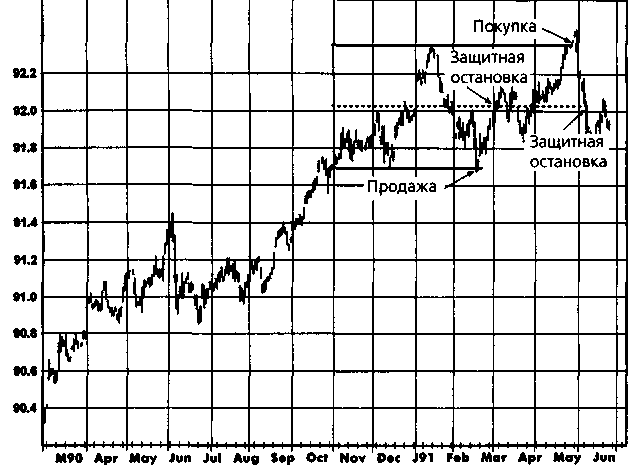 Покупка
Защитная
остановка
92.2
92.0
Защитная
остановка
91.8
91.6
Продажа
91.4
91.2
91.0
90.8
90.6
90.4
M90 Apr May Jun Jul Aug Sep Oct Nov Dec J91 Feb Mar Apr May Jun